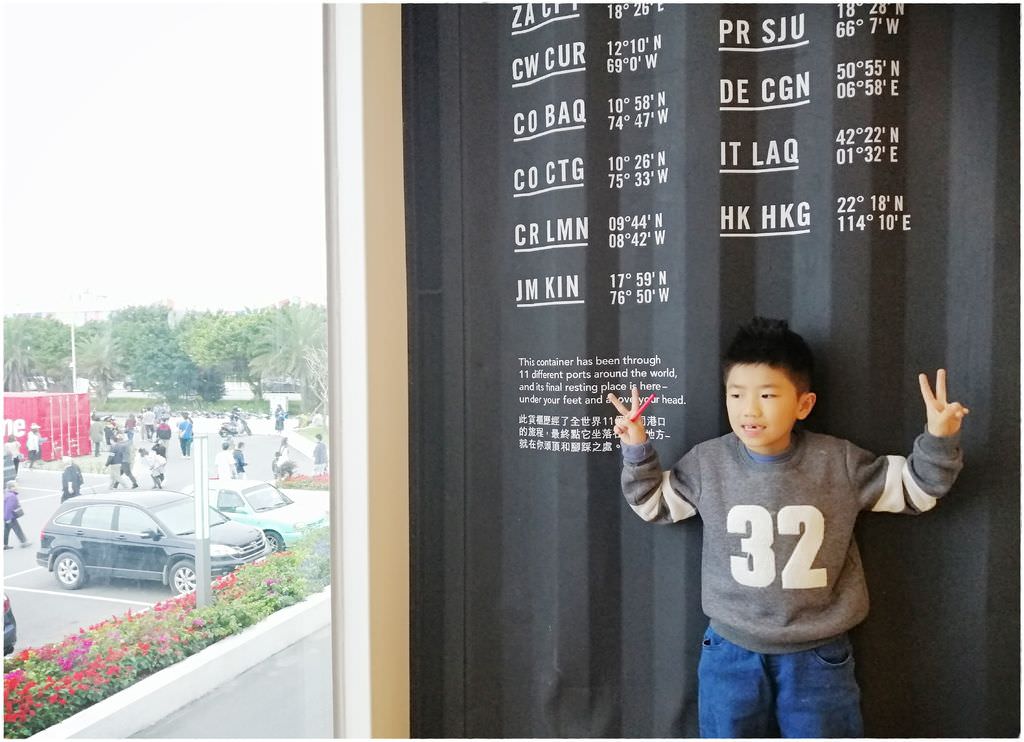 18° 26' E
CW CUR 12°10' N
69°0' W
CO BAQ 10° 58' N
74° 47' W
CO CTG 10° 26' N
75° 33' W
CR LMN 09°44' N
08°42' W
JM KIN 17° 59' N
76° 50' W
PR SJU 18° 28' N
66° 7' W
DE CGN 50°55' N
06°58' E
IT LAQ 42°22' N
01°32' E
HK HKG 22° 18' N
114° 10' E
This container has been through
11 different ports around the world,
and its final resting place is here–
under your feet and above your head.
此貨櫃歷經了全世界11個 同港口
的旅程，最終點它坐落 地方–
就在你頭頂和腳踩之處。
32
me